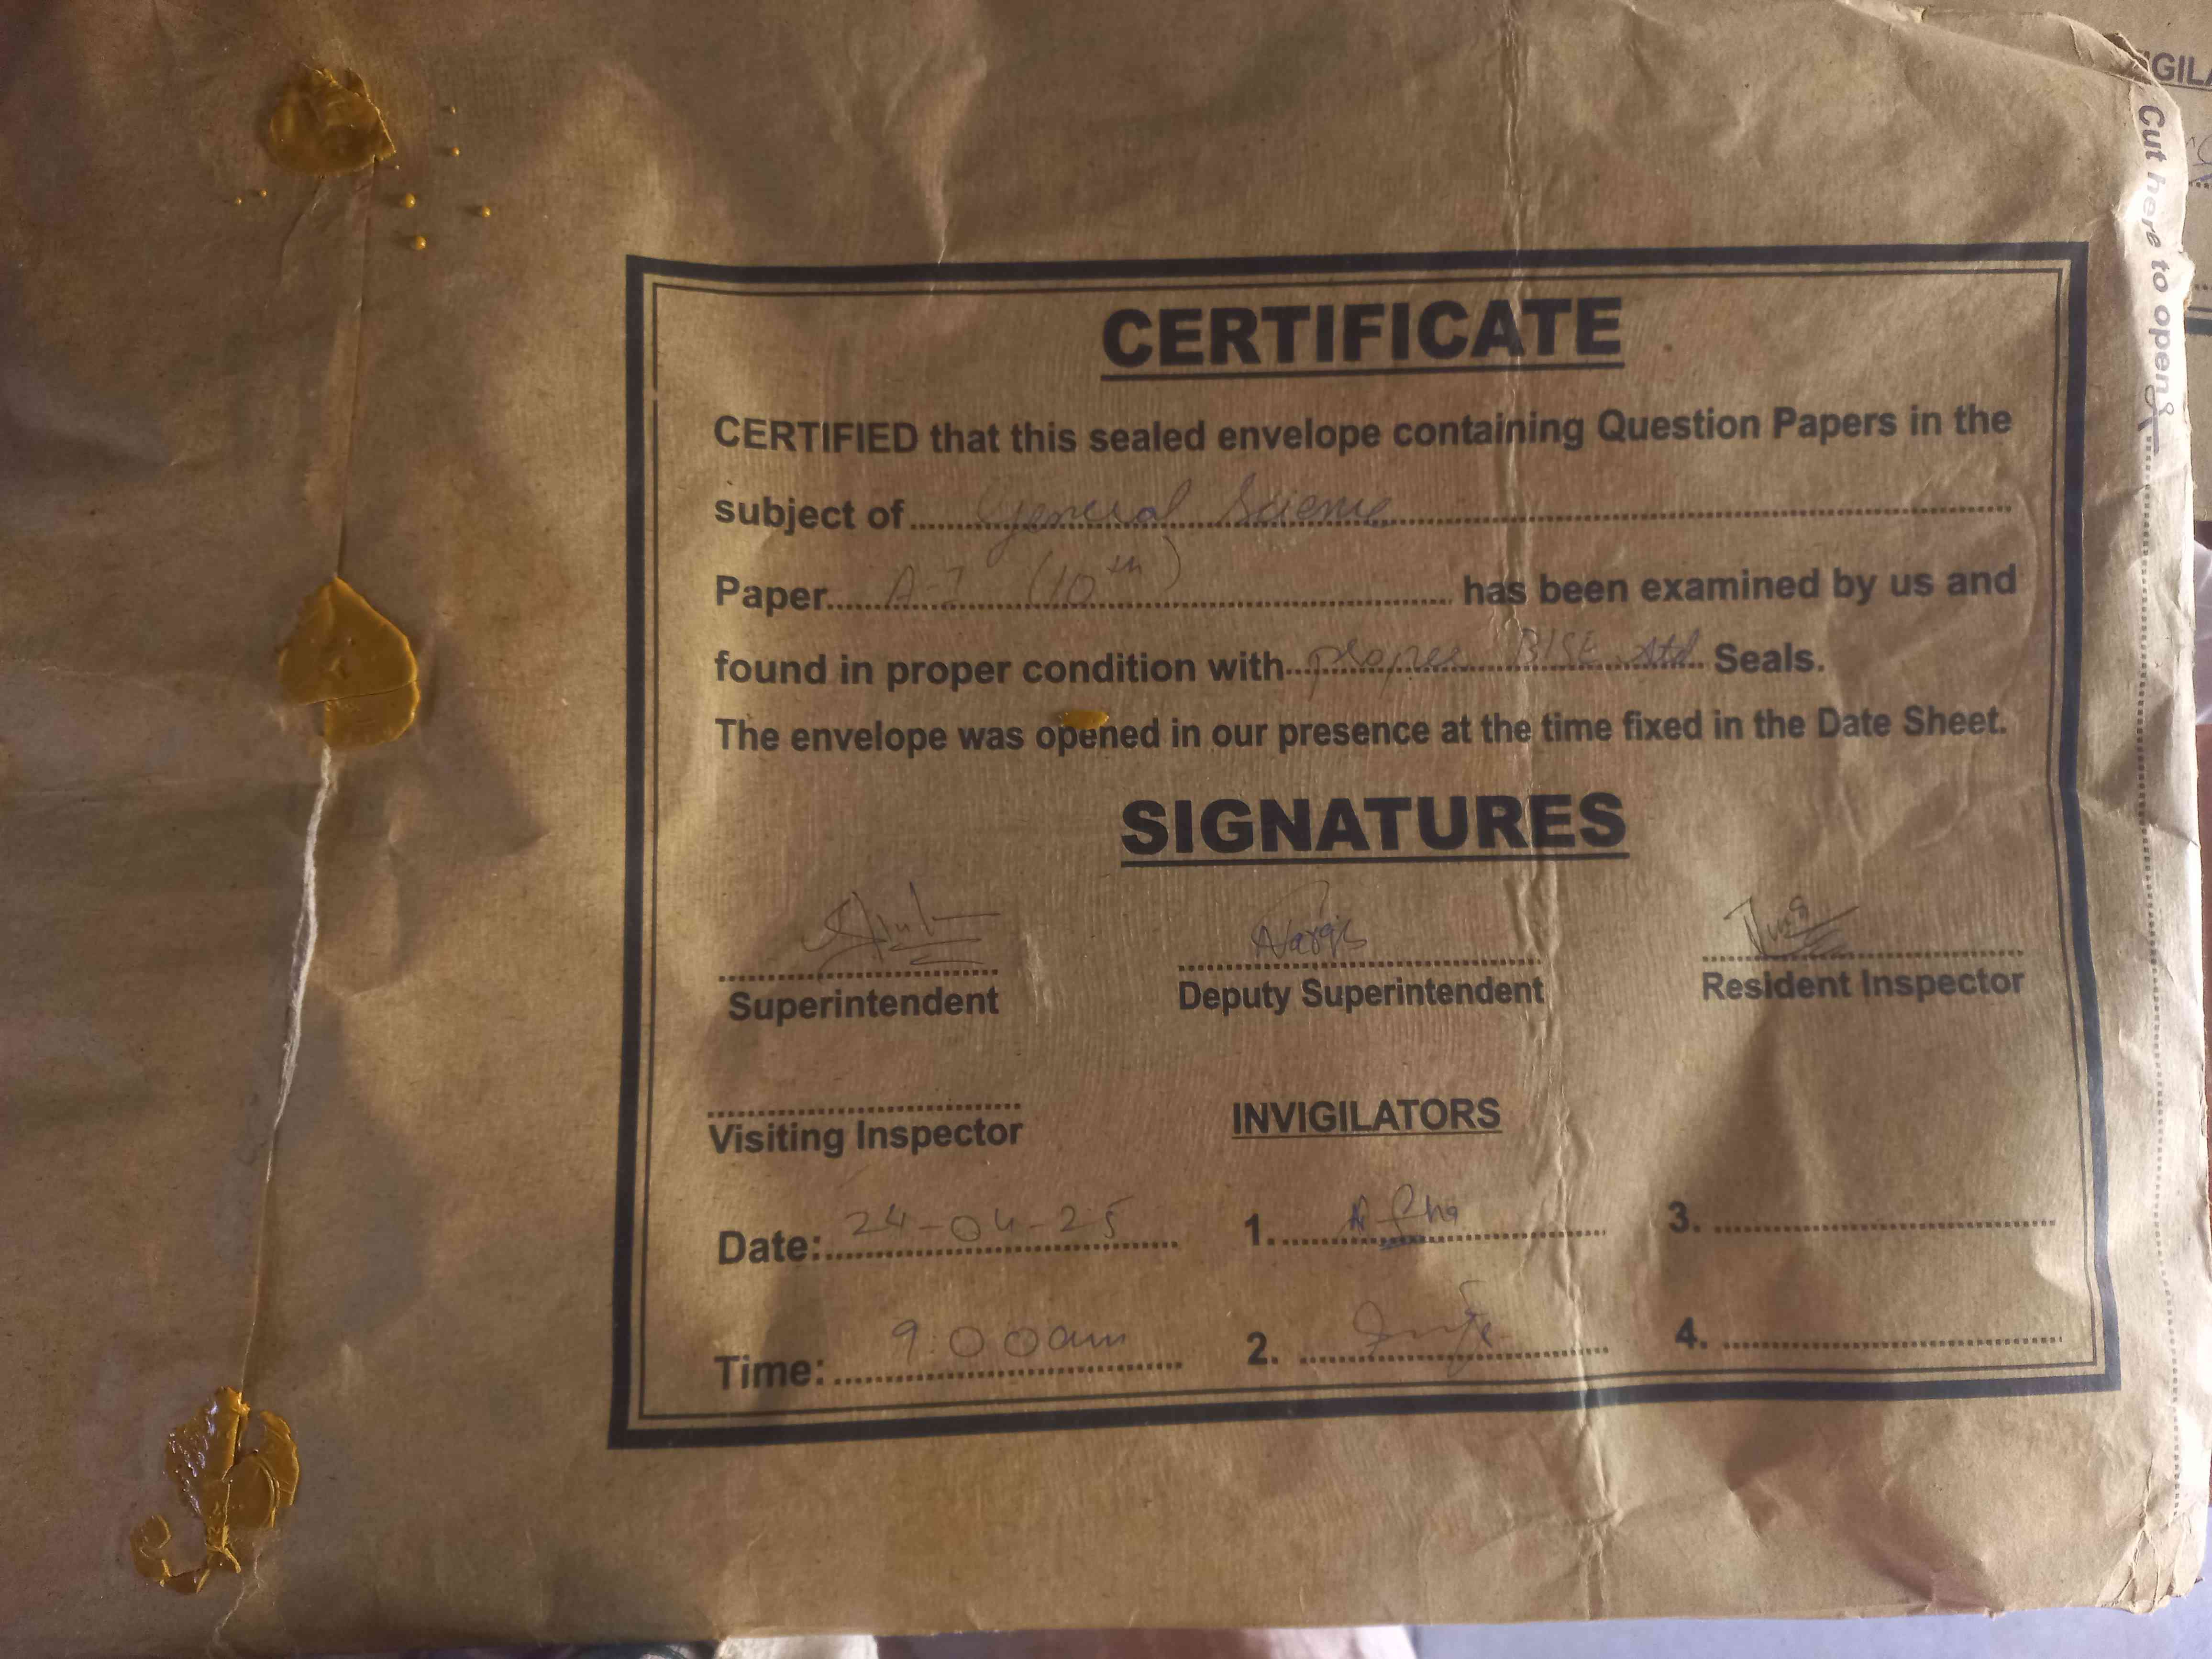 CERTIFICATE
CERTIFIED that this sealed envelope containing Question Papers in the
subject of General Science
Paper A-I (10th) has been examined by us and
found in proper condition with proper BISE Seals.
The envelope was opened in our presence at the time fixed in the Date Sheet.
SIGNATURES
Nargis
Superintendent Deputy Superintendent Resident Inspector
Visiting Inspector INVIGILATORS
Date: 24-04-25 1. 3.
Time: 9:00am 2. 4.
Cut here to open